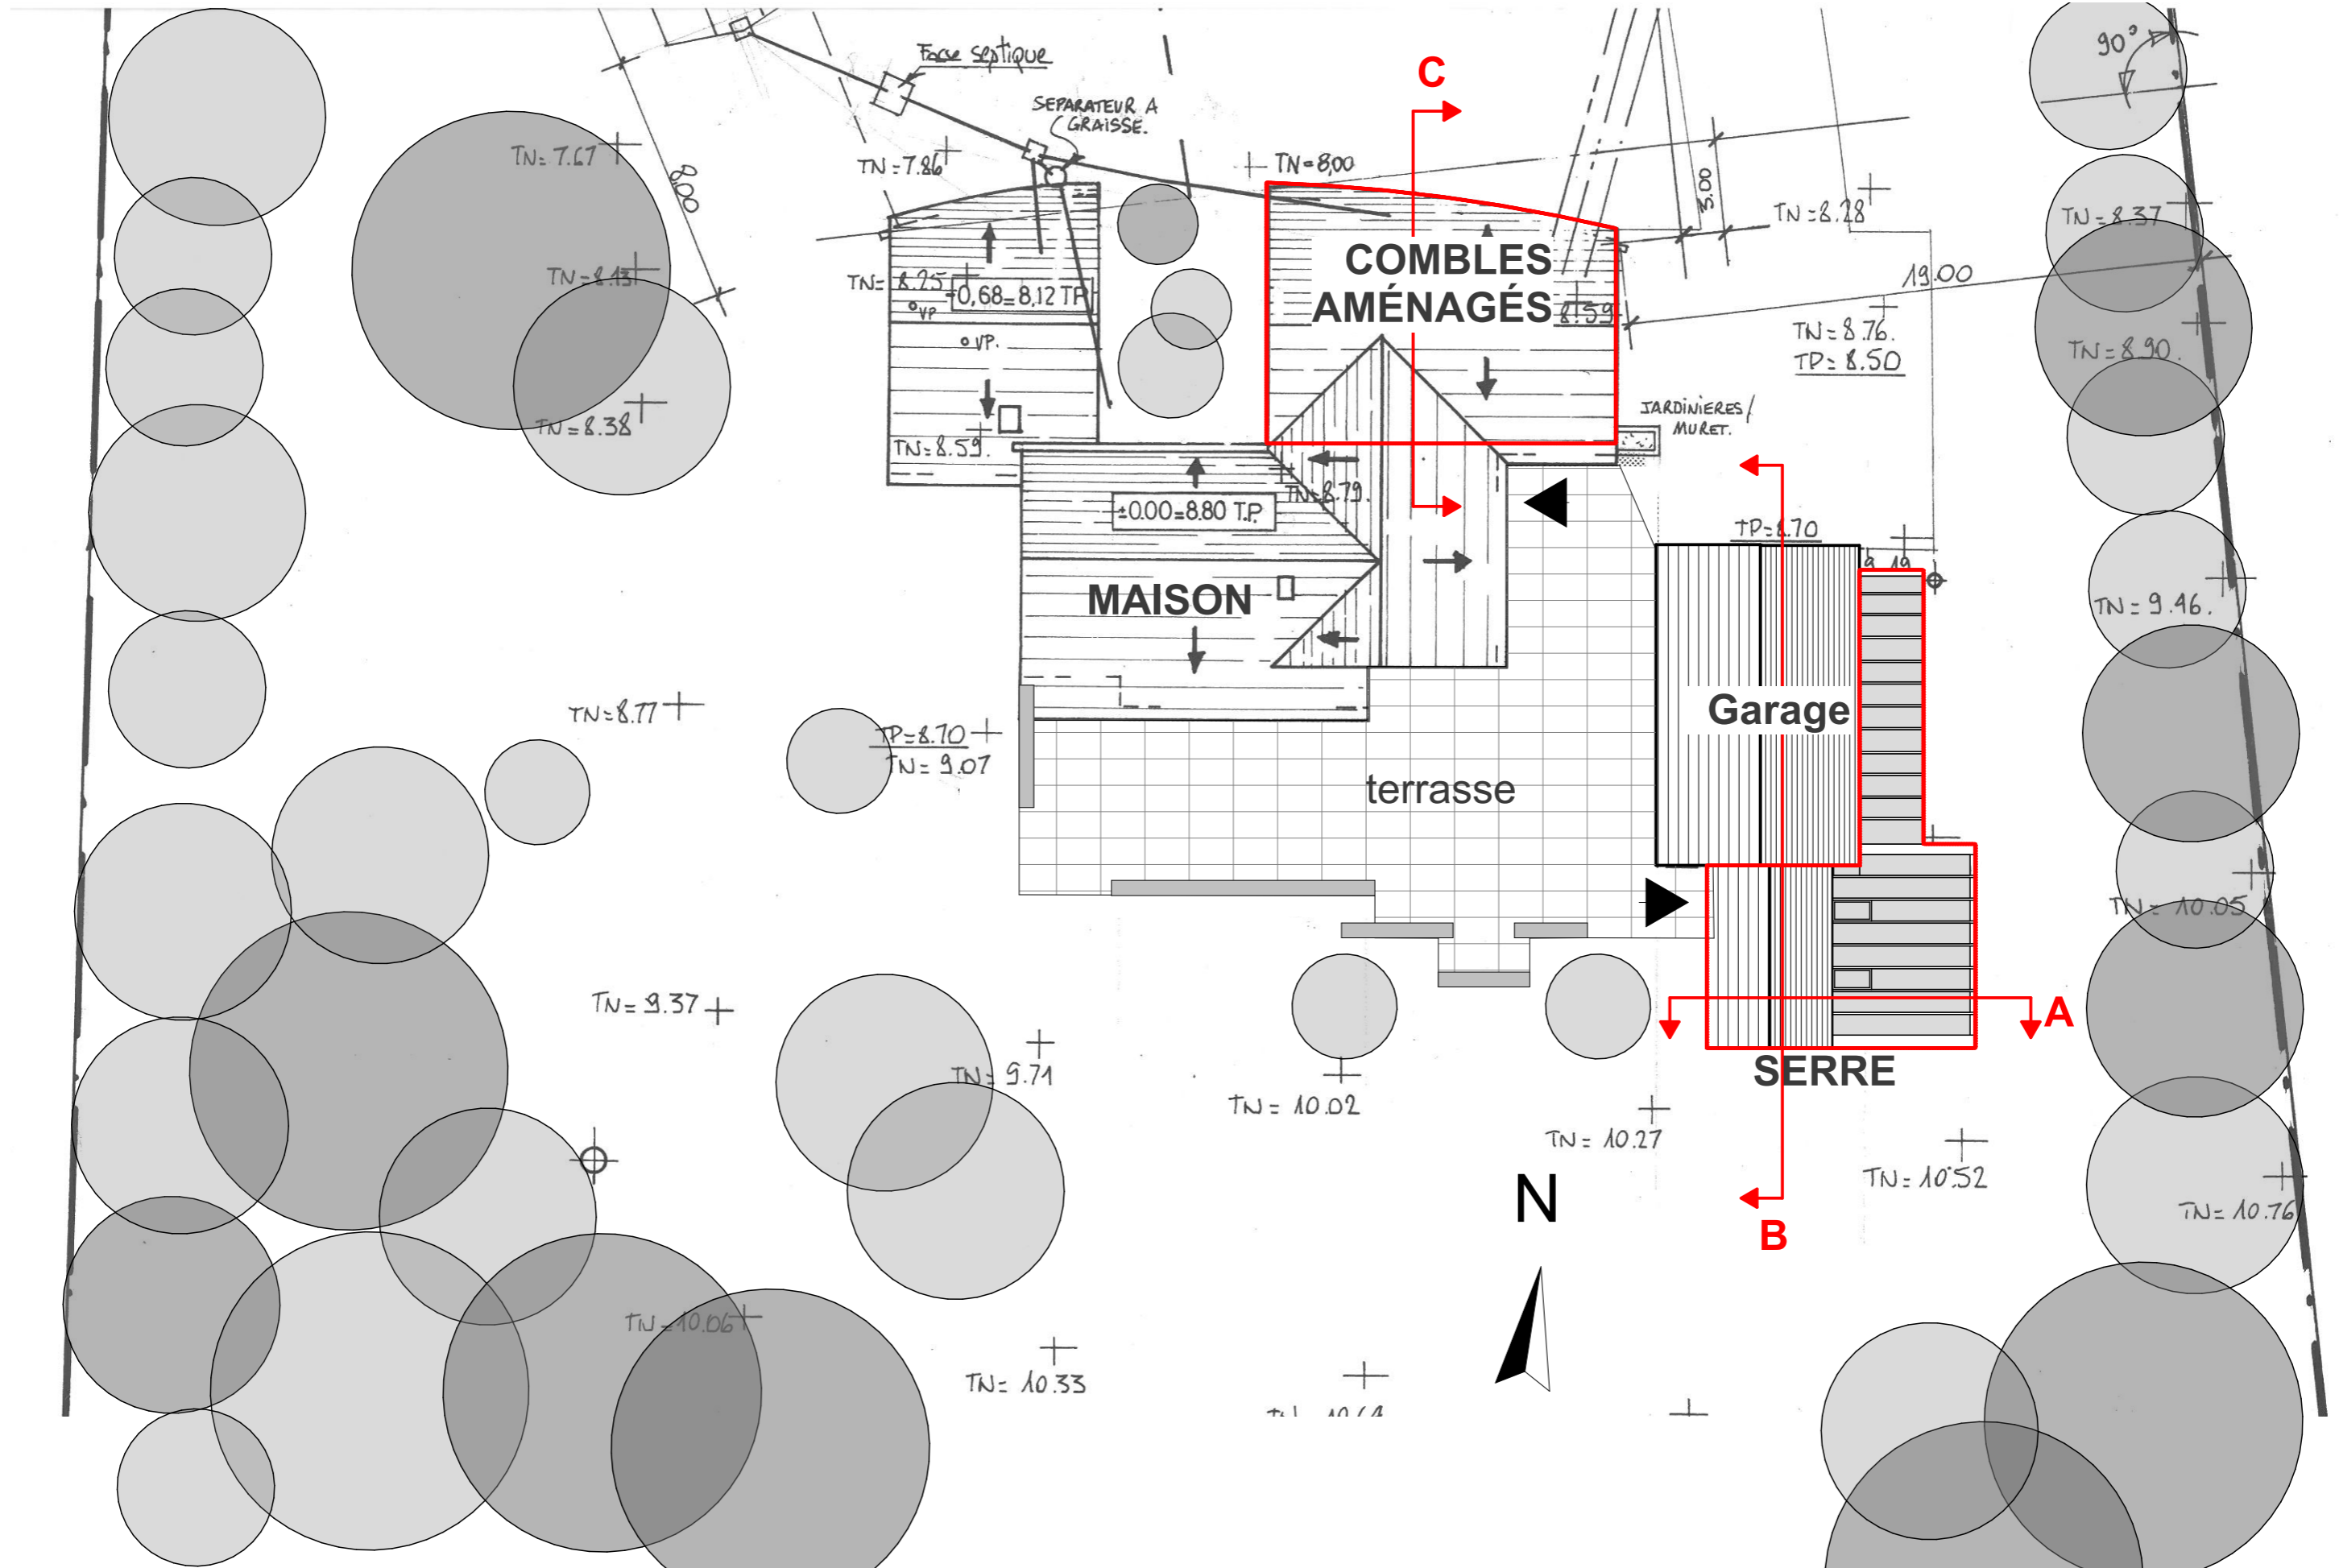 90°
C
Fosse septique
SEPARATEUR A
GRAISSE.
TN= 7.67
TN=7.86
TN=8,00
8.00
3.00
TN=8.28
TN=8.37
COMBLES
AMÉNAGÉS
TN=8.13
TN= 8.25
-0,68=8,12 TP
VP
8.59
19.00
TN=8.76.
TP=8.50
TN=8.90.
VP.
TN=8.38
TN=8.59.
JARDINIERES/
MURET.
TN=8.79.
±0.00=8.80 T.P.
TP=8.70
MAISON
TN=9.46.
TN=8.77
Garage
TP=8.70
TN=9.07
terrasse
TN=10.05
TN=9.37
A
TN=9.71
SERRE
TN=10.02
TN=10.27
TN=10.52
N
TN=10.76
B
TN=10.06
TN=10.33